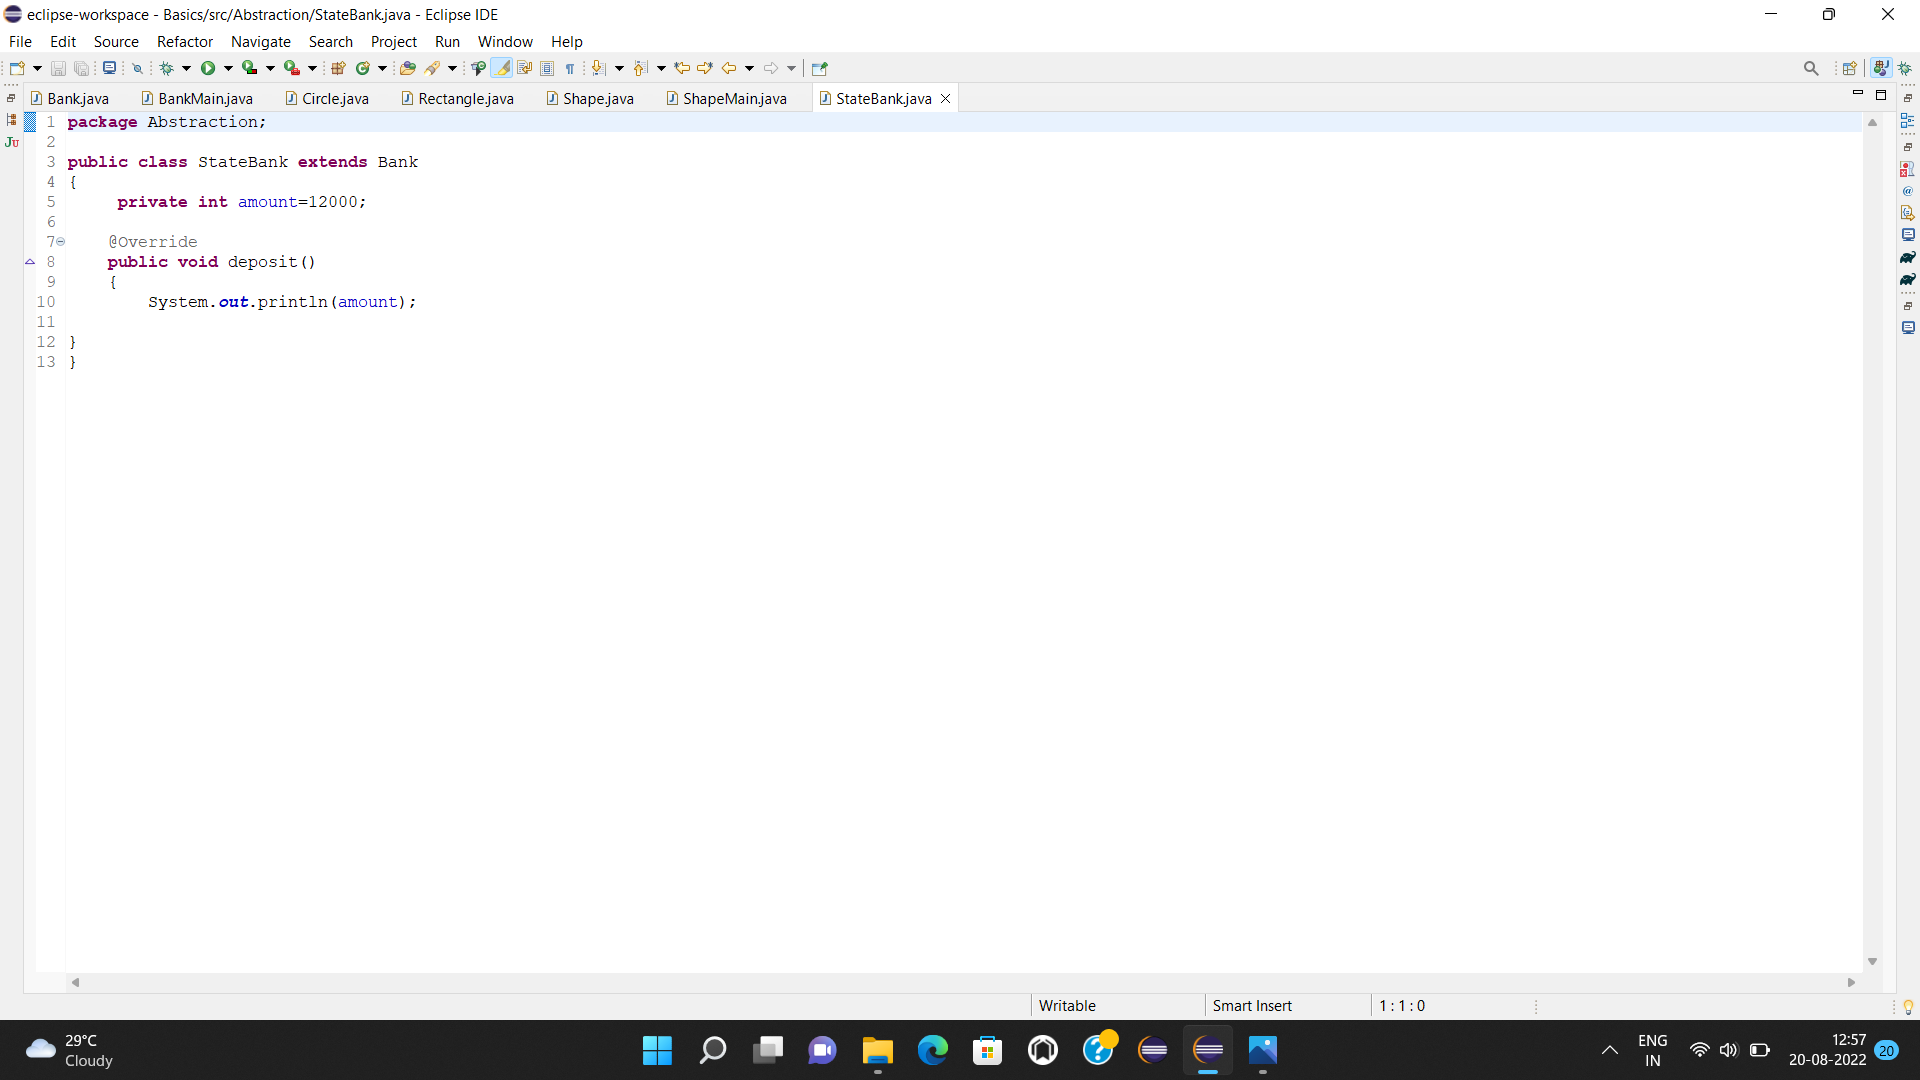 eclipse-workspace - Basics/src/Abstraction/StateBank.java - Eclipse IDE
File Edit Source Refactor Navigate Search Project Run Window Help
Bank.java BankMain.java Circle.java Rectangle.java Shape.java ShapeMain.java StateBank.java
1 package Abstraction;
2
3 public class StateBank extends Bank
4 {
5 private int amount=12000;
6
7 @Override
8 public void deposit()
9 {
10 System.out.println(amount);
11
12 }
13 }
Writable Smart Insert 1 : 1 : 0
29°C
Cloudy
ENG
IN
12:57
20-08-2022
20